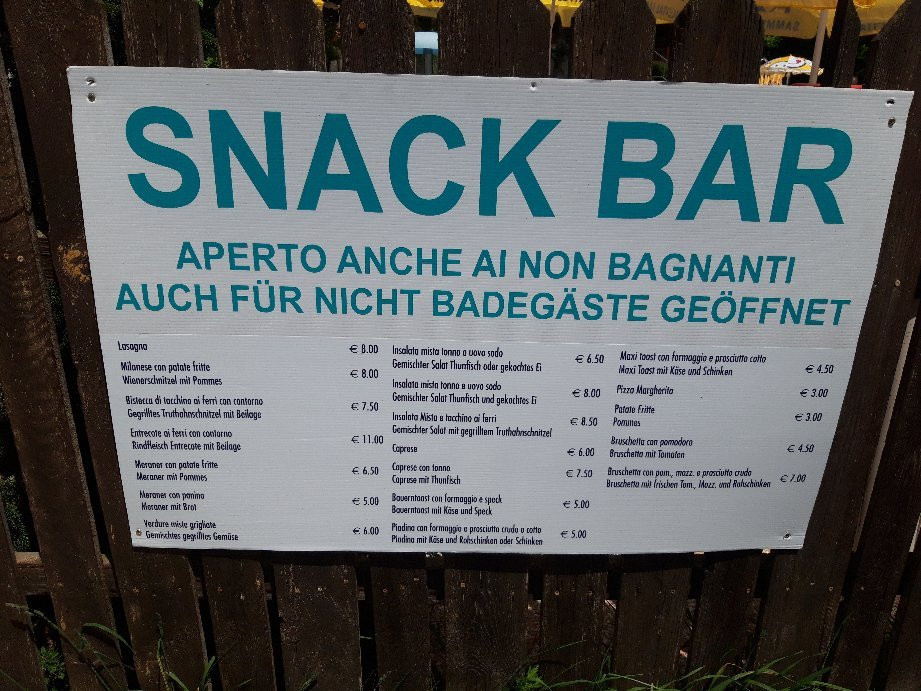 SNACK BAR
APERTO ANCHE AI NON BAGNANTI
AUCH FÜR NICHT BADEGÄSTE GEÖFFNET
Lasagna € 8.00
Milanese con patate fritte
Wienerschnitzel mit Pommes € 8.00
Bistecca di tacchino ai ferri con contorno
Gegrilltes Truthahnschnitzel mit Beilage € 7.50
Entrecote ai ferri con contorno
Rindfleisch Entrecote mit Beilage € 11.00
Meraner con patate fritte
Meraner mit Pommes € 6.50
Meraner con panino
Meraner mit Brot € 5.00
Verdure miste grigliate
Gemischtes gegrilltes Gemüse € 6.00
Insalata mista tonno o uovo sodo
Gemischter Salat Thunfisch oder gekochtes Ei € 6.50
Insalata mista tonno e uovo sodo
Gemischter Salat Thunfisch und gekochtes Ei € 8.00
Insalata Mista e tacchino ai ferri
Gemischter Salat mit gegrilltem Truthahnschnitzel € 8.50
Caprese € 6.00
Caprese con tonno
Caprese mit Thunfisch € 7.50
Bauerntoast con formaggio e speck
Bauerntoast mit Käse und Speck € 5.00
Piadina con formaggio e prosciutto crudo o cotto
Piadina mit Käse und Rohschinken oder Schinken € 5.00
Maxi toast con formaggio e prosciutto cotto
Maxi Toast mit Käse und Schinken € 4.50
Pizza Margherita € 3.00
Patate Fritte
Pommes € 3.00
Bruschetta con pomodoro
Bruschetta mit Tomaten € 4.50
Bruschetta con pom., mozz. e prosciutto crudo
Bruschetta mit frischen Tom., Mozz. und Rohschinken € 7.00